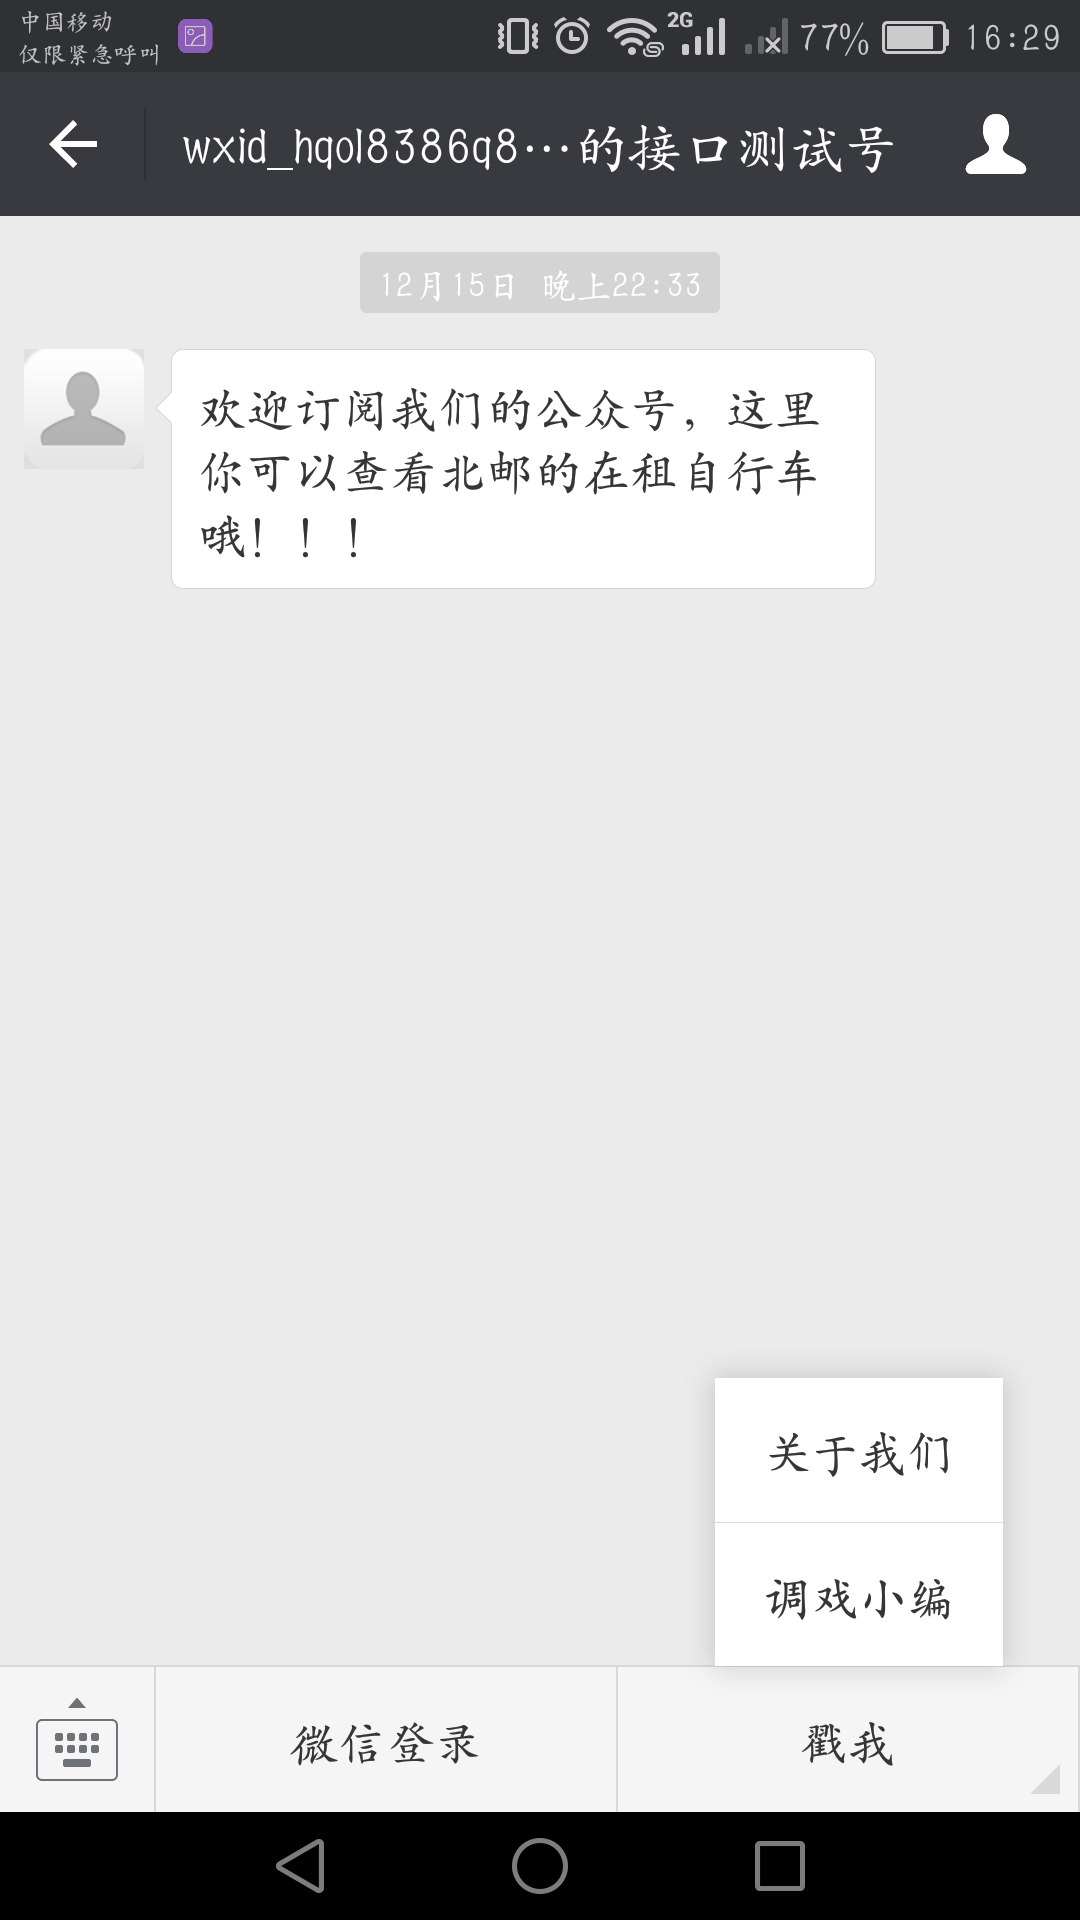 中国移动
仅限紧急呼叫
2G
77%
16:29
wxid_hqol8386q8…的接口测试号
12月15日 晚上22:33
欢迎订阅我们的公众号，这里
你可以查看北邮的在租自行车
哦！！！
关于我们
调戏小编
微信登录
戳我